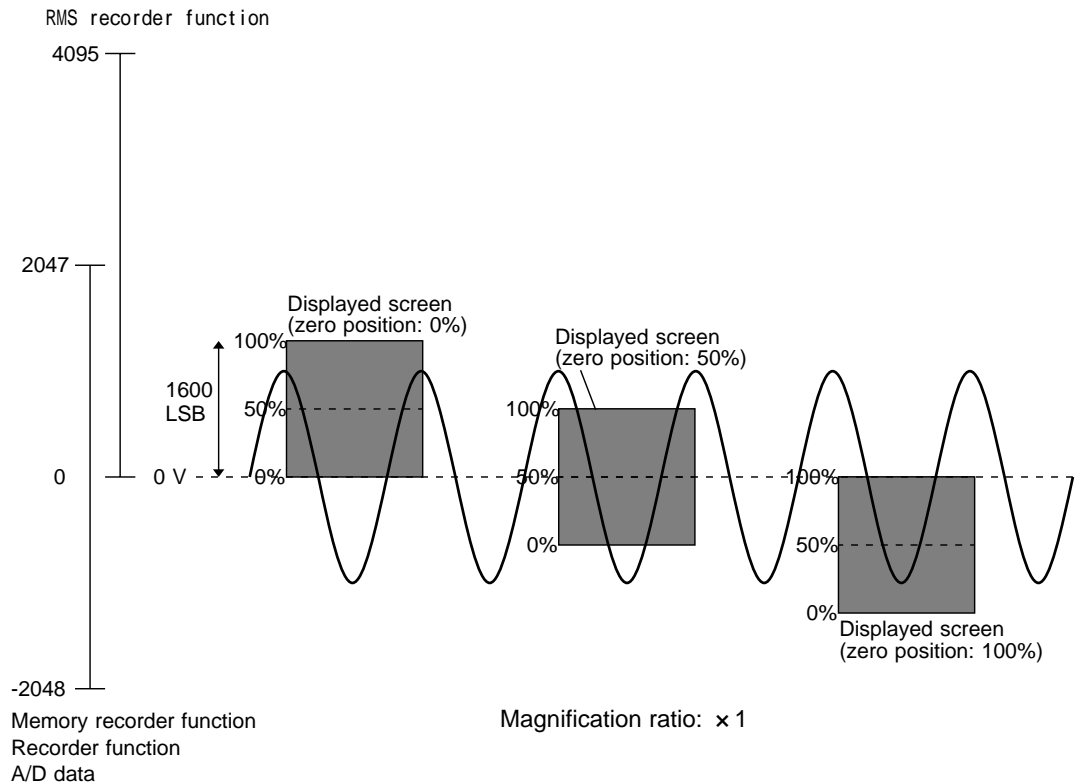 RMS recorder function
4095
2047
Displayed screen
(zero position: 0%)
Displayed screen
(zero position: 50%)
100%
1600
LSB
50%
100%
0
0 V
0%
50%
100%
0%
50%
0%
Displayed screen
(zero position: 100%)
-2048
Memory recorder function
Recorder function
A/D data
Magnification ratio: ×1